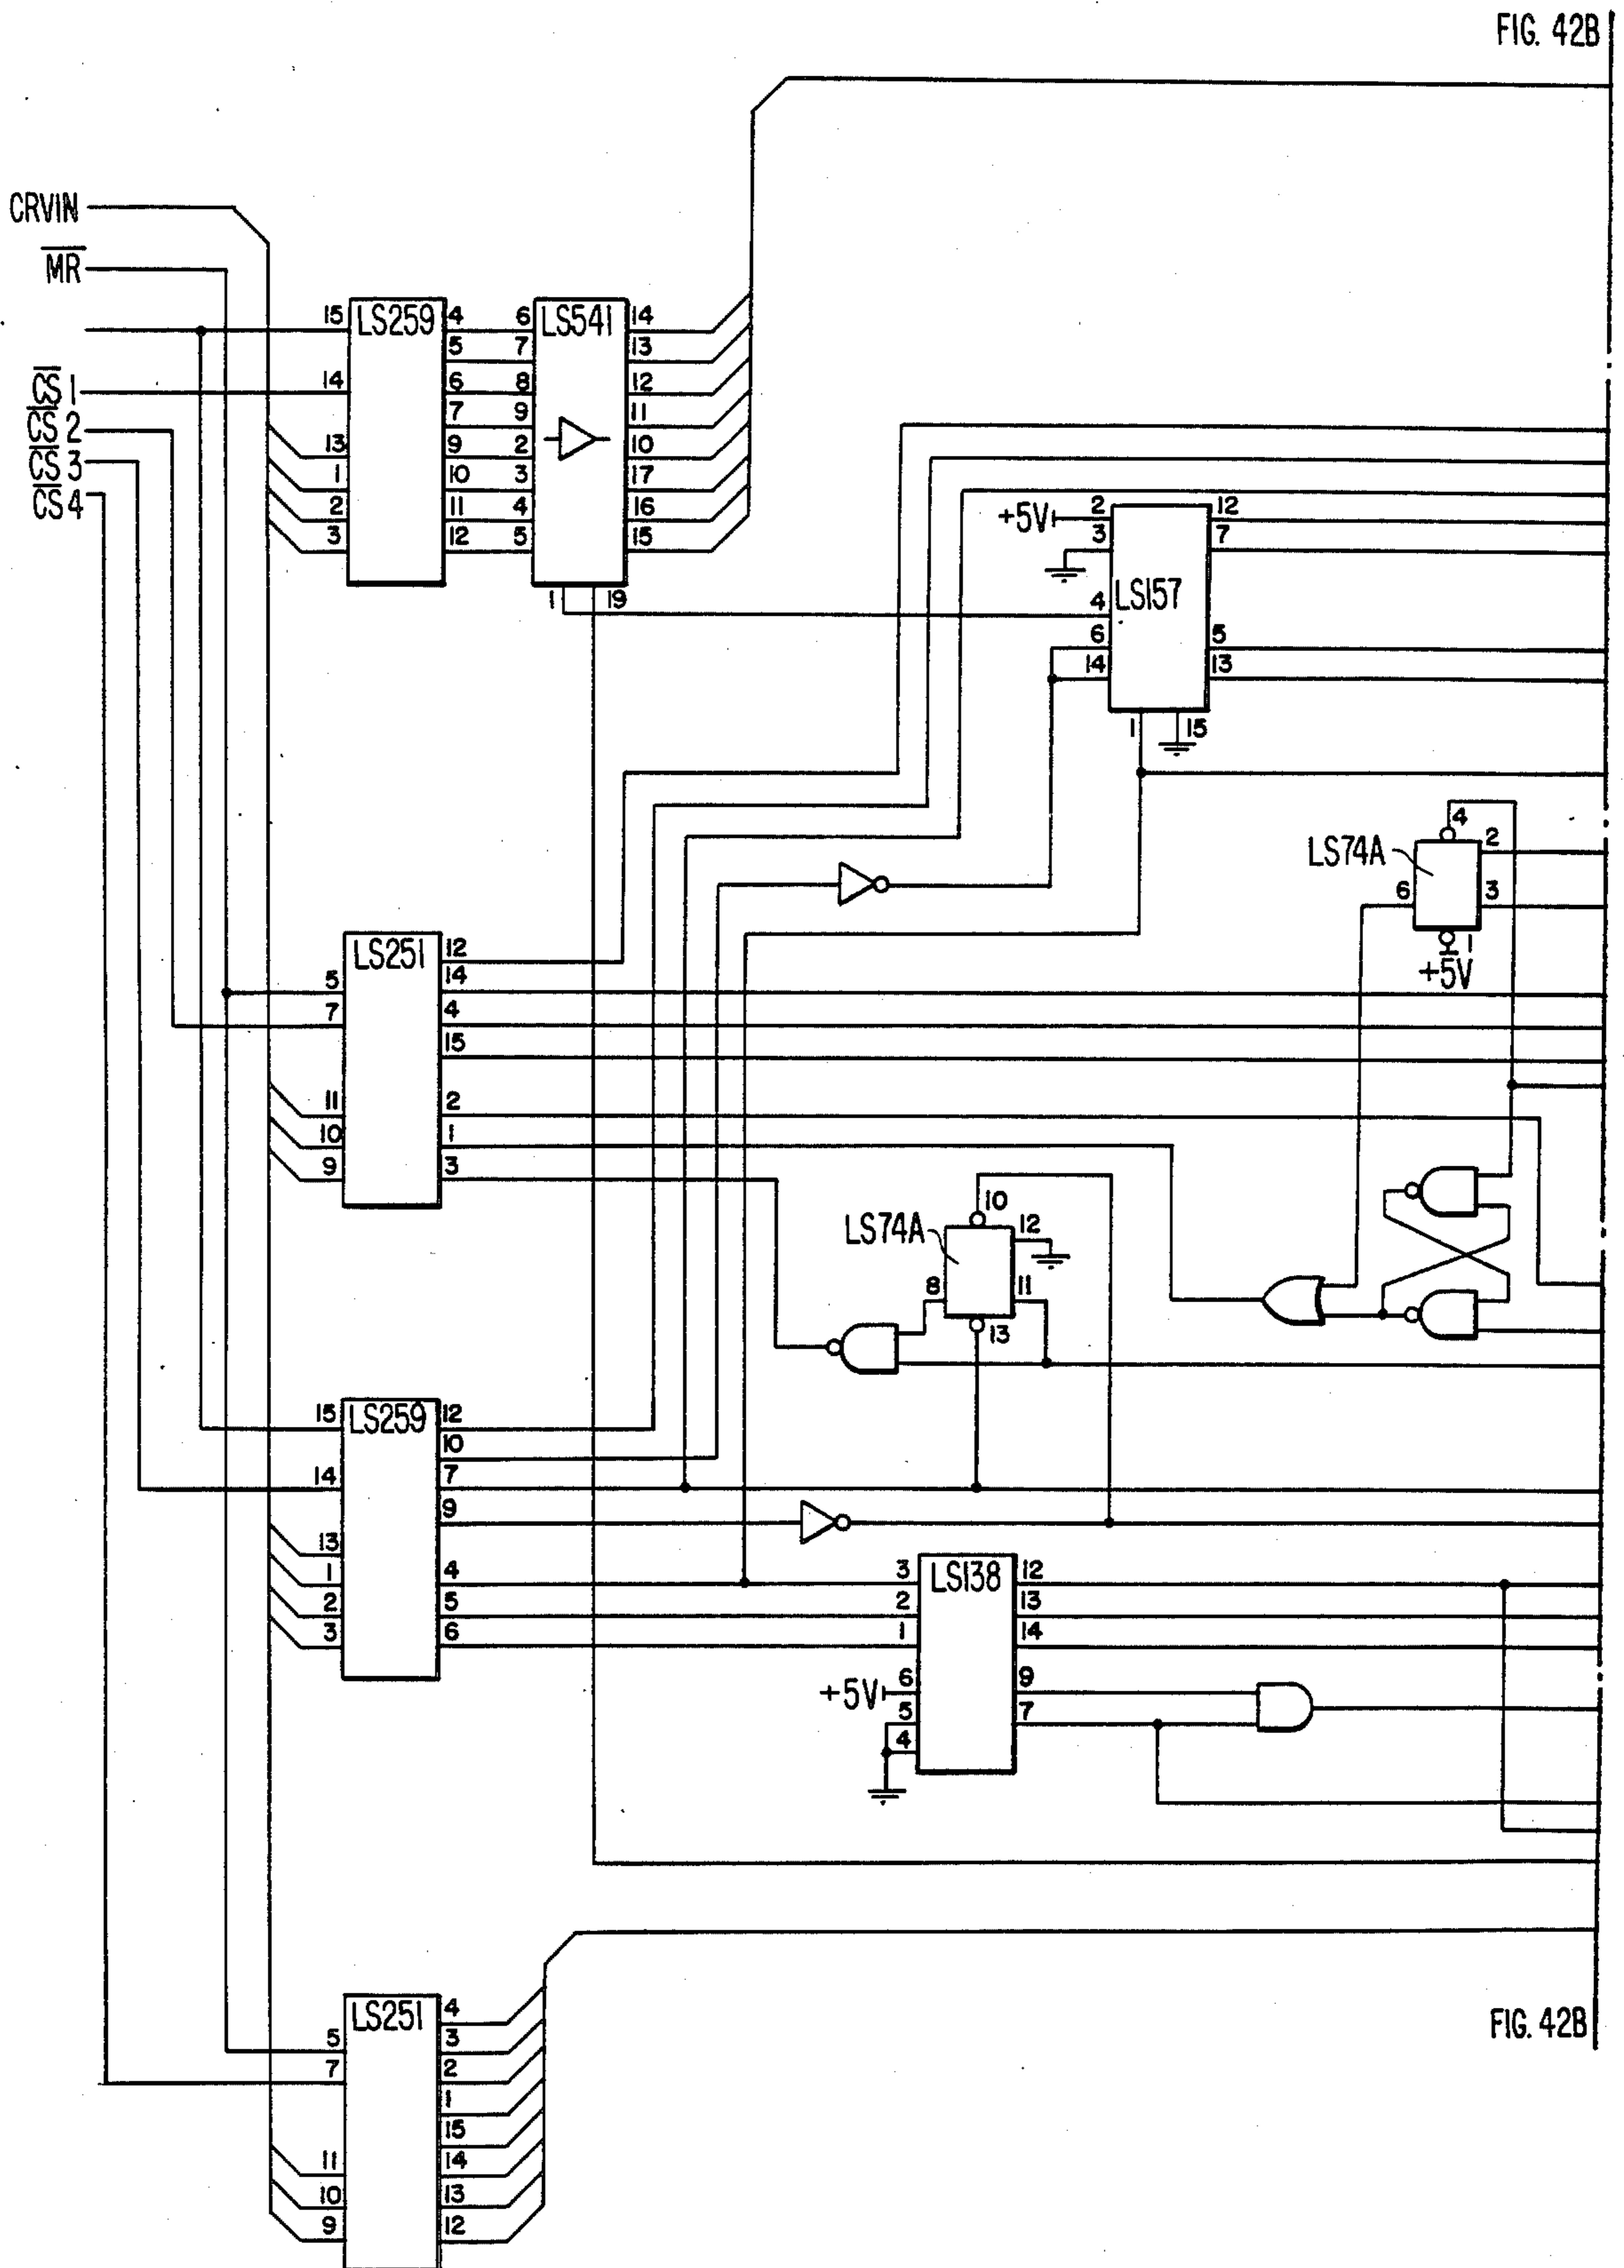 FIG. 42B
CRVIN
MR
CS 1
CS 2
CS 3
CS 4
15 LS259 4
5
14 6
7
13 9
1 10
2 11
3 12
6 LS541 14
7 13
8 12
9 11
2 10
3 17
4 16
5 15
1 19
+5V 2 12
3 7
LS157
4
6 5
14 13
1 15
4
LS74A 2
6 3
1
+5V
LS251 12
5 14
7 4
15
11 2
10 1
9 3
10
LS74A 12
8 11
13
15 LS259 12
10
14 7
9
13
1 4
2 5
3 6
3 LS138 12
2 13
1 14
+5V 6 9
5 7
4
LS251 4
5 3
7 2
1
15
11 14
10 13
9 12
FIG. 42B